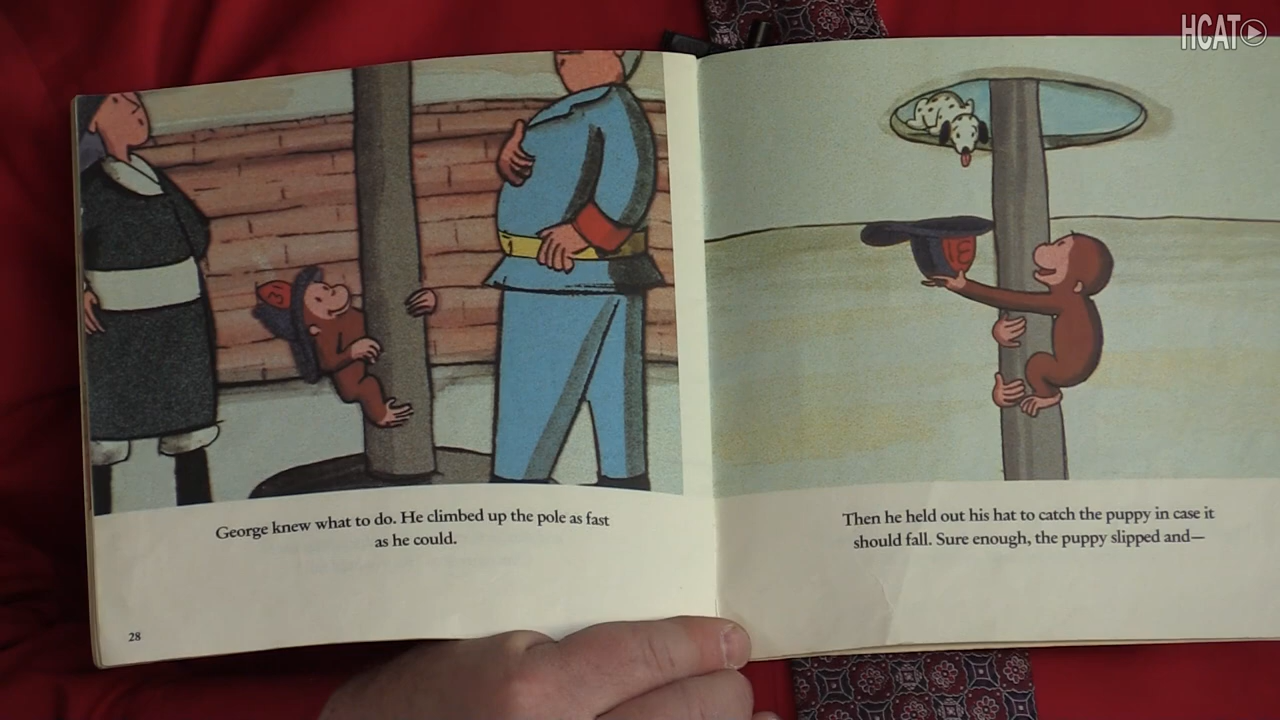 HCAT
George knew what to do. He climbed up the pole as fast
as he could.
28
Then he held out his hat to catch the puppy in case it
should fall. Sure enough, the puppy slipped and—